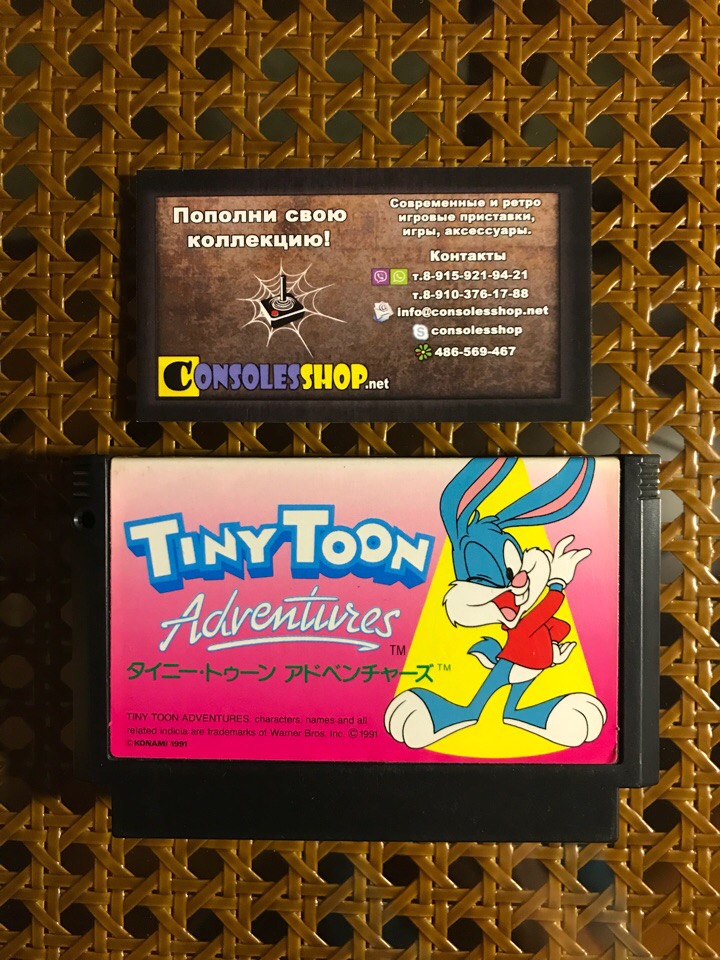 Пополни свою
коллекцию!
Современные и ретро
игровые приставки,
игры, аксессуары.
Контакты
т.8-915-921-94-21
т.8-910-376-17-88
info@consolesshop.net
consolesshop
486-569-467
CONSOLESSHOP.net
TINY TOON
Adventures TM
タイニー・トゥーン アドベンチャーズ TM
TINY TOON ADVENTURES, characters, names and all
related indicia are trademarks of Warner Bros. Inc. ©1991
© KONAMI 1991